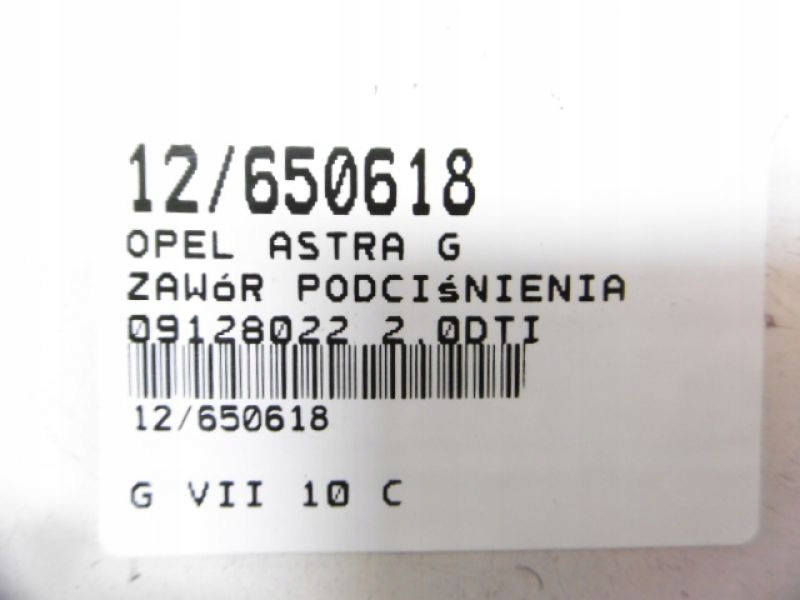 12/650618
OPEL ASTRA G
ZAWóR PODCIśNIENIA
09128022 2.0DTI
12/650618
G VII 10 C